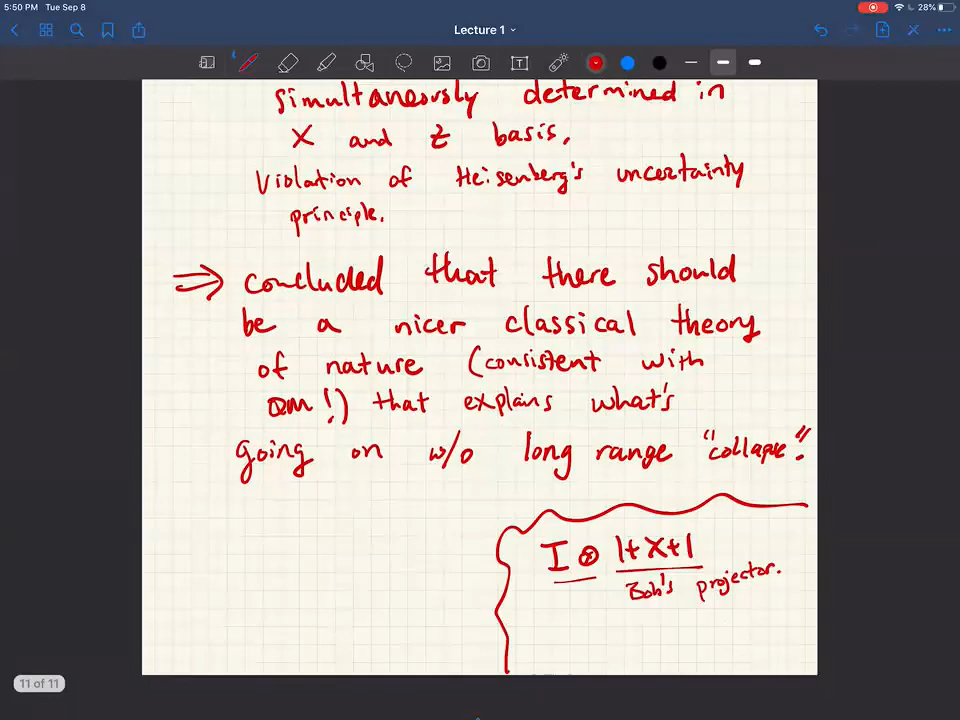 5:50 PM Tue Sep 8
28%
Lecture 1
simultaneously determined in
X and Z basis.
Violation of Heisenberg's uncertainty
principle.
⇒ concluded that there should
be a nicer classical theory
of nature (consistent with
QM!) that explains what's
going on w/o long range "collapse".
I ⊗ |+X+|
Bob's projector.
11 of 11